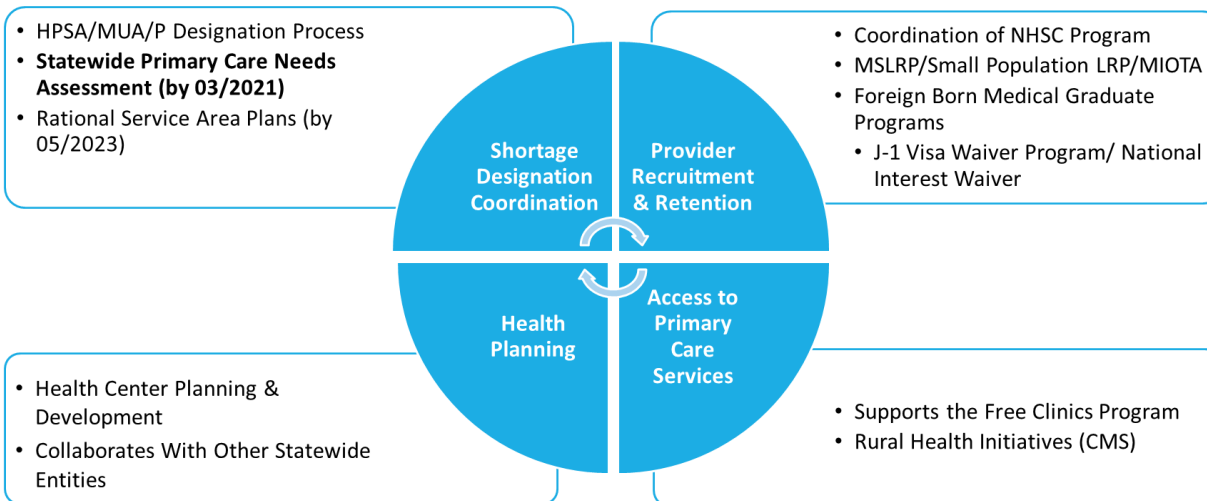 • HPSA/MUA/P Designation Process
• Statewide Primary Care Needs
Assessment (by 03/2021)
• Rational Service Area Plans (by
05/2023)
• Coordination of NHSC Program
• MSLRP/Small Population LRP/MIOTA
• Foreign Born Medical Graduate
Programs
• J-1 Visa Waiver Program/ National
Interest Waiver
Shortage
Designation
Coordination
Provider
Recruitment
& Retention
Health
Planning
Access to
Primary
Care
Services
• Health Center Planning &
Development
• Collaborates With Other Statewide
Entities
• Supports the Free Clinics Program
• Rural Health Initiatives (CMS)